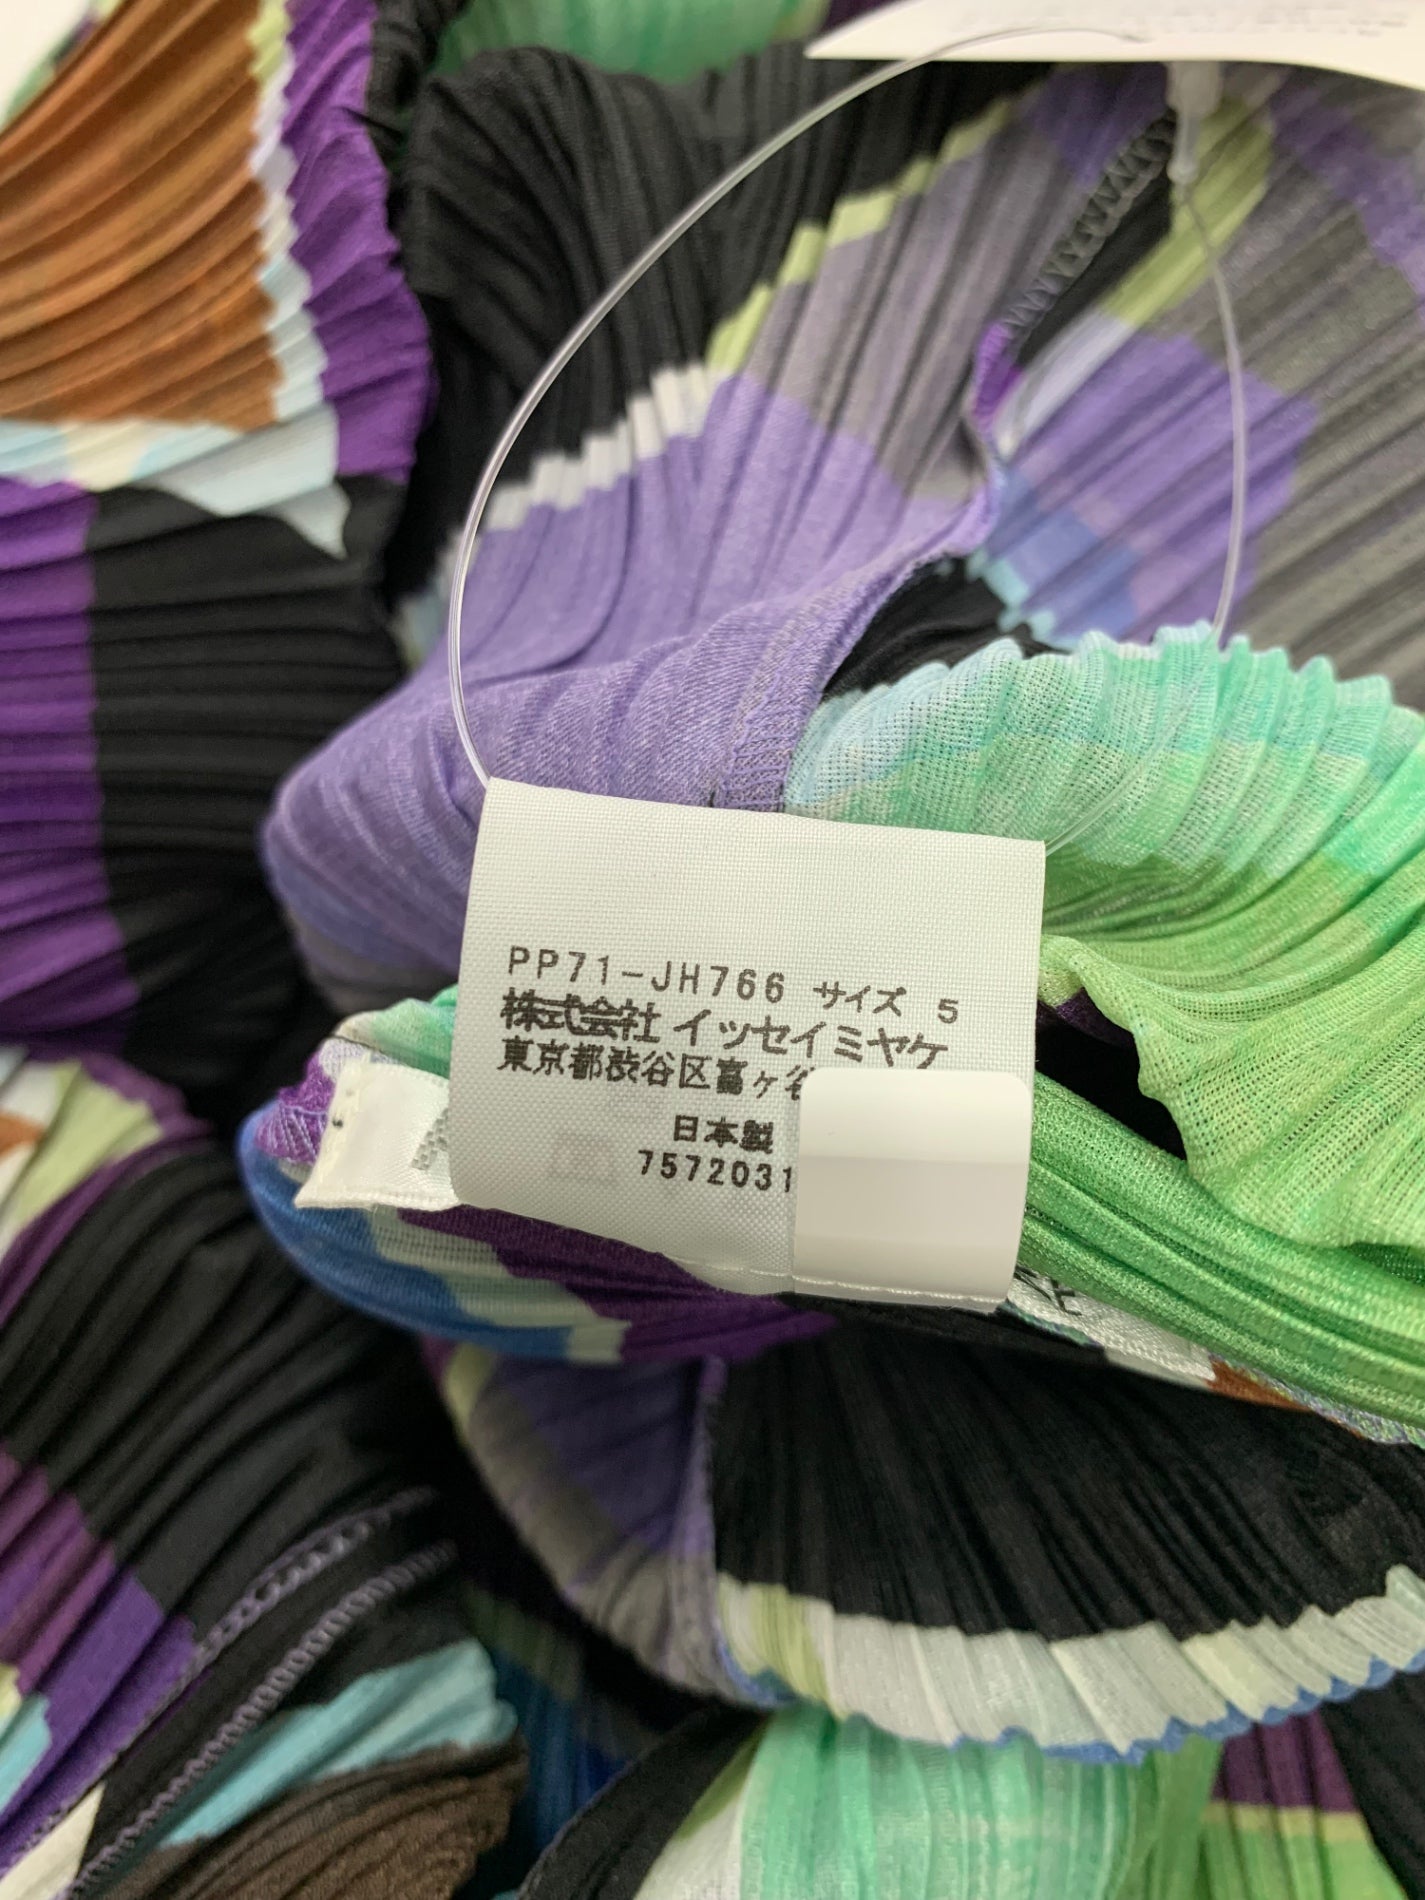 PP71-JH766 サイズ 5
株式会社 イッセイミヤケ
東京都渋谷区富ヶ谷
日本製
7572031